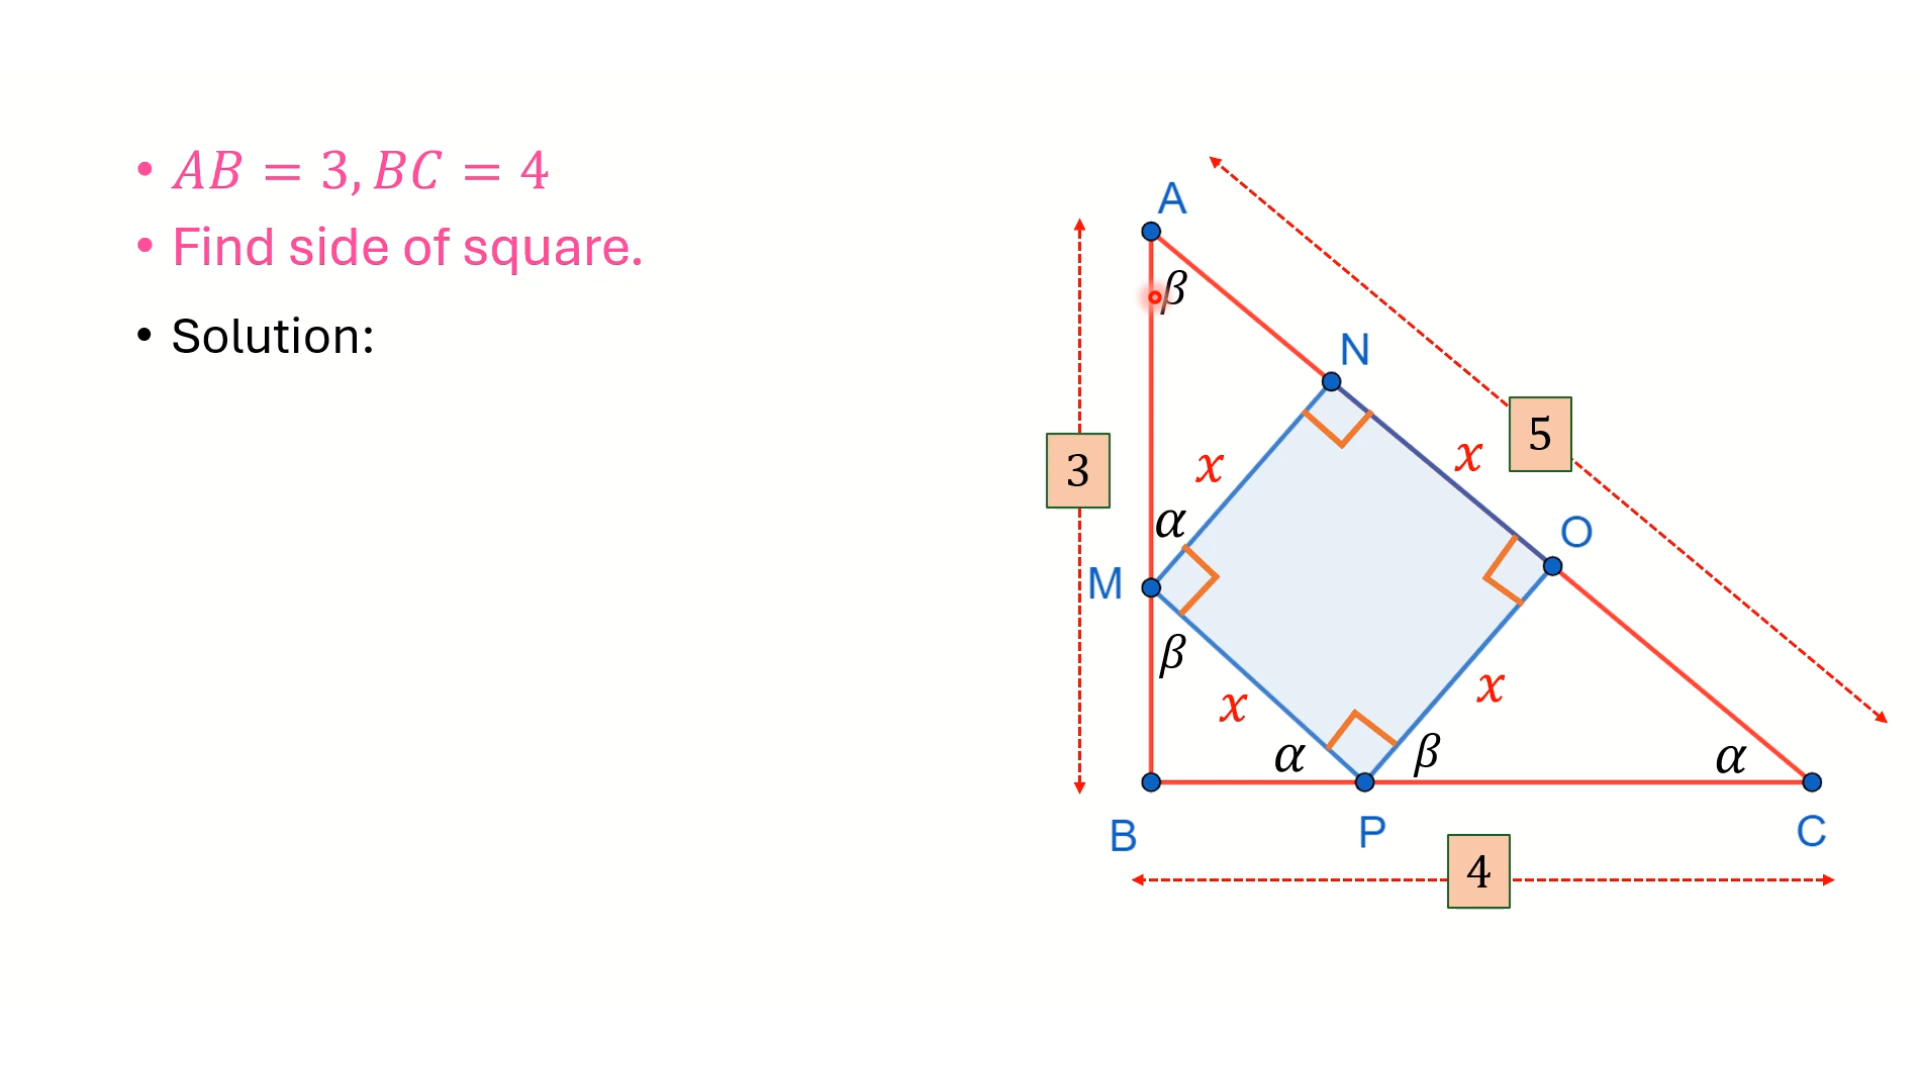 • AB = 3, BC = 4
• Find side of square.
• Solution:
A
β
N
5
x
3
x
α
O
M
β
x
x
α
β
α
B
P
C
4